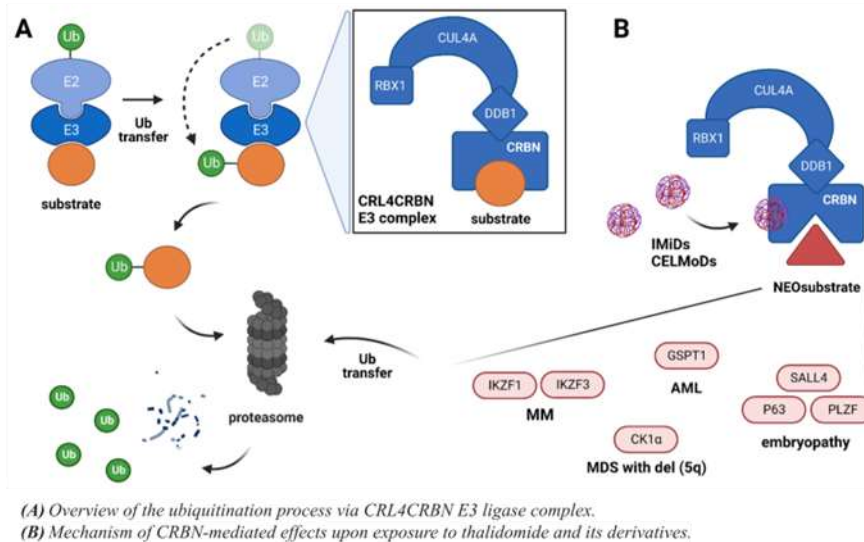 A
Ub
E2
E3
substrate
Ub
transfer
Ub
E2
E3
Ub
CUL4A
RBX1
DDB1
CRBN
CRL4CRBN
E3 complex
substrate
Ub
proteasome
Ub
Ub
Ub
Ub
Ub
transfer
B
CUL4A
RBX1
DDB1
CRBN
IMiDs
CELMoDs
NEOsubstrate
IKZF1
IKZF3
MM
GSPT1
AML
CK1α
MDS with del (5q)
SALL4
P63
PLZF
embryopathy
(A) Overview of the ubiquitination process via CRL4CRBN E3 ligase complex.
(B) Mechanism of CRBN-mediated effects upon exposure to thalidomide and its derivatives.